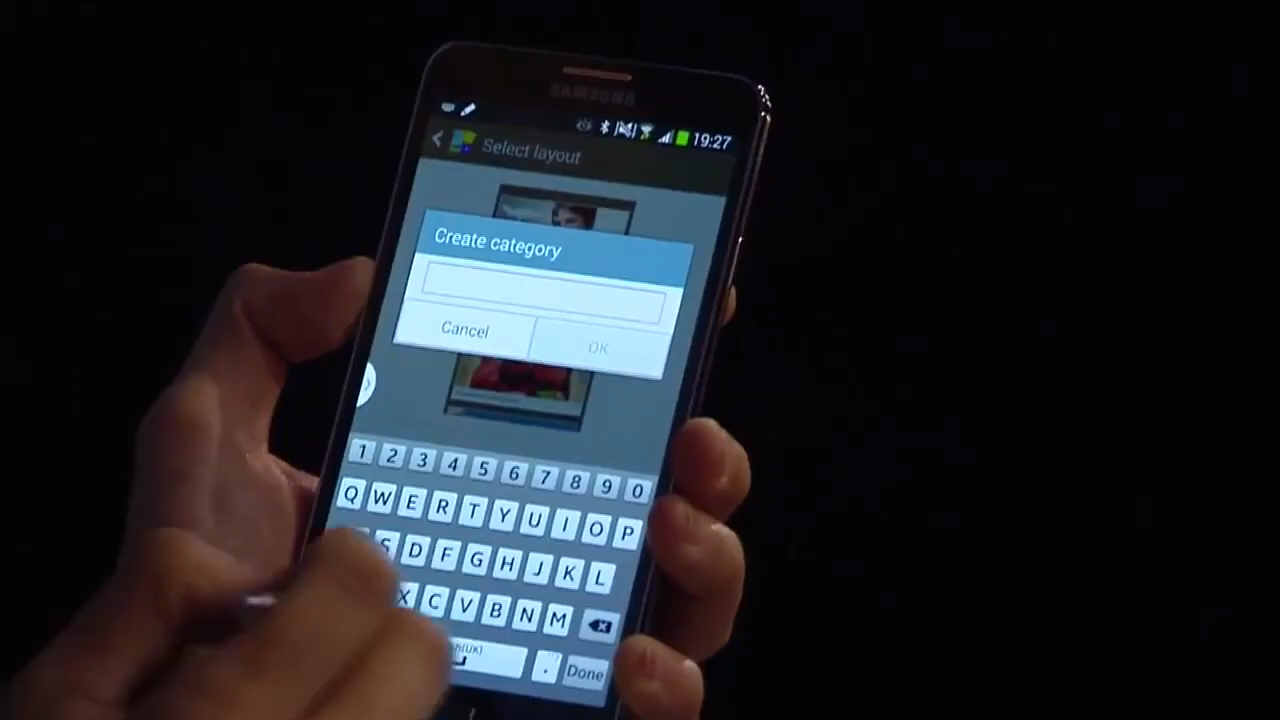 SAMSUNG
19:27
Select layout
Create category
Cancel
OK
1 2 3 4 5 6 7 8 9 0
Q W E R T Y U I O P
S D F G H J K L
X C V B N M
(UK)
.
Done